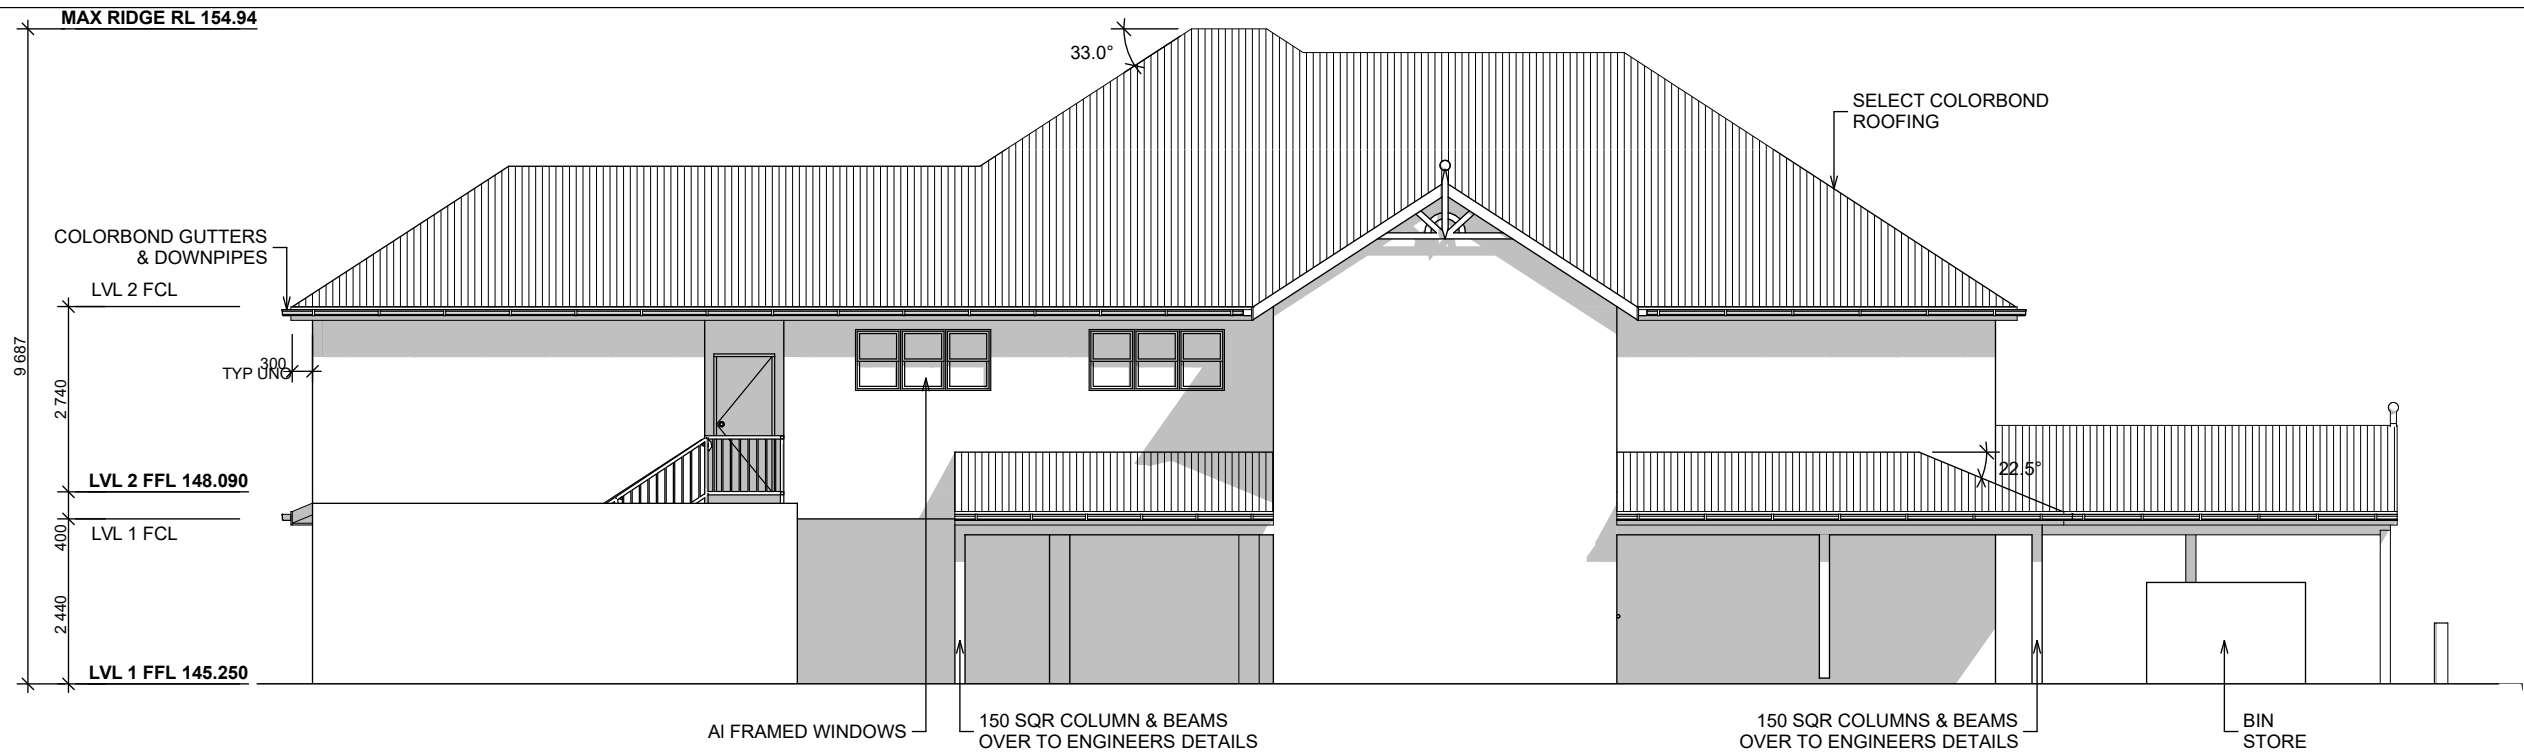 MAX RIDGE RL 154.94
33.0°
SELECT COLORBOND
ROOFING
COLORBOND GUTTERS
& DOWNPIPES
LVL 2 FCL
9 687
300
TYP UNO
2 740
22.5°
LVL 2 FFL 148.090
400
LVL 1 FCL
2 440
LVL 1 FFL 145.250
Al FRAMED WINDOWS
150 SQR COLUMN & BEAMS
OVER TO ENGINEERS DETAILS
150 SQR COLUMNS & BEAMS
OVER TO ENGINEERS DETAILS
BIN
STORE